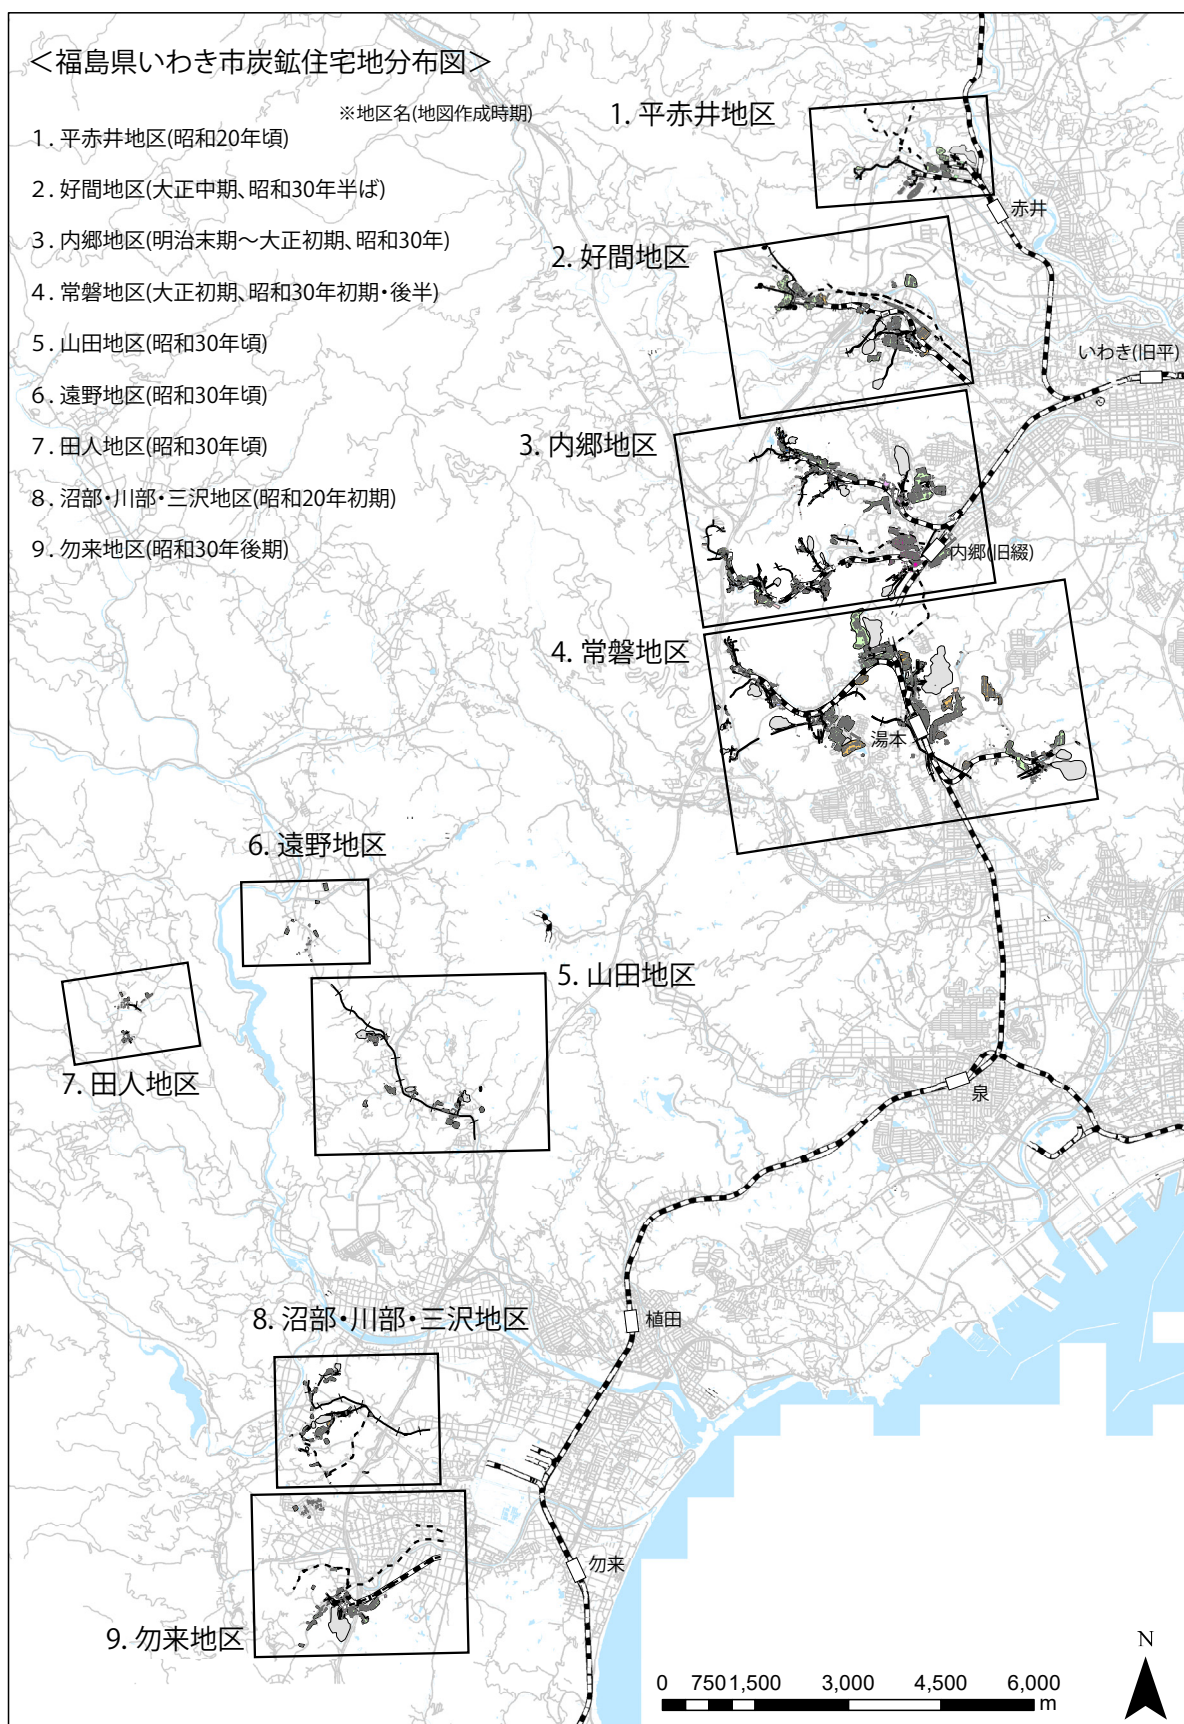 ＜福島県いわき市炭鉱住宅地分布図＞
※地区名(地図作成時期)
1. 平赤井地区(昭和20年頃)
2. 好間地区(大正中期、昭和30年半ば)
3. 内郷地区(明治末期～大正初期、昭和30年)
4. 常磐地区(大正初期、昭和30年初期・後半)
5. 山田地区(昭和30年頃)
6. 遠野地区(昭和30年頃)
7. 田人地区(昭和30年頃)
8. 沼部・川部・三沢地区(昭和20年初期)
9. 勿来地区(昭和30年後期)
1. 平赤井地区
赤井
2. 好間地区
いわき(旧平)
3. 内郷地区
内郷(旧綴)
4. 常磐地区
湯本
6. 遠野地区
5. 山田地区
7. 田人地区
泉
8. 沼部・川部・三沢地区
植田
勿来
9. 勿来地区
N
0 750 1,500 3,000 4,500 6,000
m